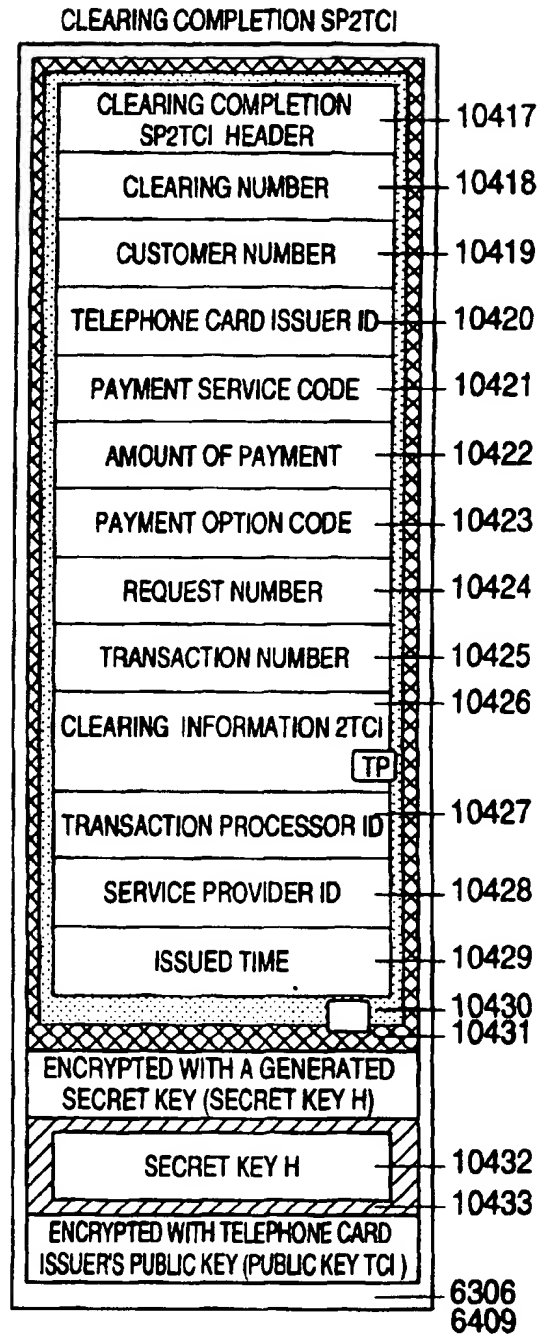 CLEARING COMPLETION SP2TCI
CLEARING COMPLETION
SP2TCI HEADER
10417
CLEARING NUMBER
10418
CUSTOMER NUMBER
10419
TELEPHONE CARD ISSUER ID
10420
PAYMENT SERVICE CODE
10421
AMOUNT OF PAYMENT
10422
PAYMENT OPTION CODE
10423
REQUEST NUMBER
10424
TRANSACTION NUMBER
10425
10426
CLEARING INFORMATION 2TCI
TP
TRANSACTION PROCESSOR ID
10427
SERVICE PROVIDER ID
10428
ISSUED TIME
10429
10430
10431
ENCRYPTED WITH A GENERATED
SECRET KEY (SECRET KEY H)
SECRET KEY H
10432
10433
ENCRYPTED WITH TELEPHONE CARD
ISSUER'S PUBLIC KEY (PUBLIC KEY TCI)
6306
6409